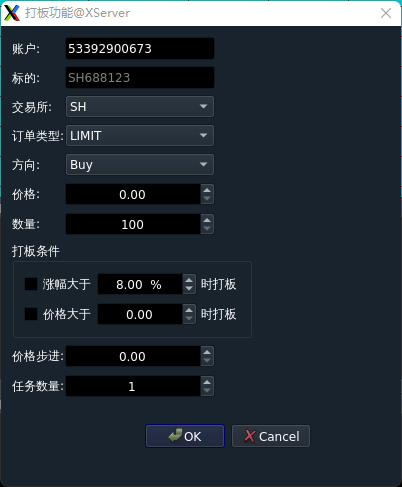 打板功能@XServer
账户: 53392900673
标的: SH688123
交易所: SH
订单类型: LIMIT
方向: Buy
价格: 0.00
数量: 100
打板条件
涨幅大于 8.00 % 时打板
价格大于 0.00 时打板
价格步进: 0.00
任务数量: 1
OK Cancel